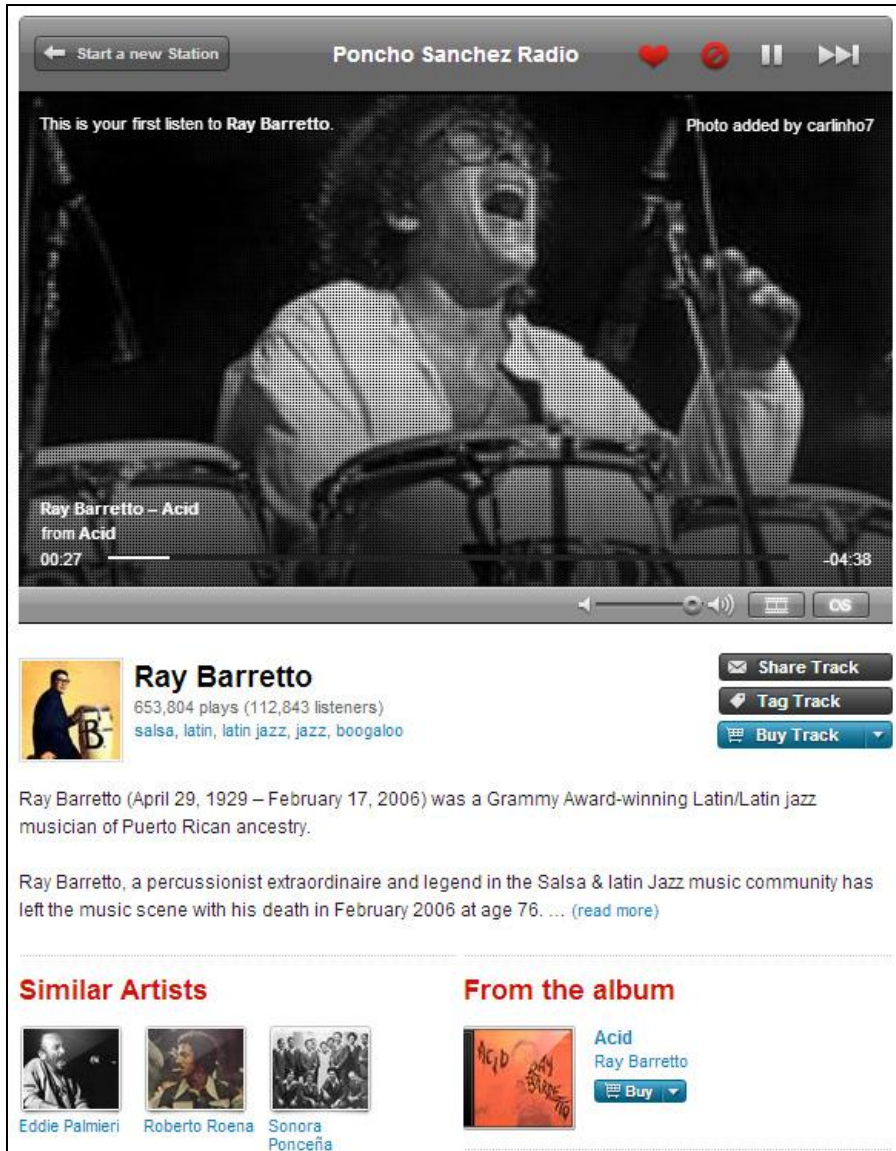 Start a new Station
Poncho Sanchez Radio
This is your first listen to Ray Barretto.
Photo added by carlinho7
Ray Barretto – Acid
from Acid
00:27
-04:38
Ray Barretto
653,804 plays (112,843 listeners)
salsa, latin, latin jazz, jazz, boogaloo
B
Share Track
Tag Track
Buy Track
Ray Barretto (April 29, 1929 – February 17, 2006) was a Grammy Award-winning Latin/Latin jazz
musician of Puerto Rican ancestry.
Ray Barretto, a percussionist extraordinaire and legend in the Salsa & latin Jazz music community has
left the music scene with his death in February 2006 at age 76. … (read more)
Similar Artists
Eddie Palmieri
Roberto Roena
Sonora
Ponceña
From the album
ACID
RAY
BARRETTO
Acid
Ray Barretto
Buy